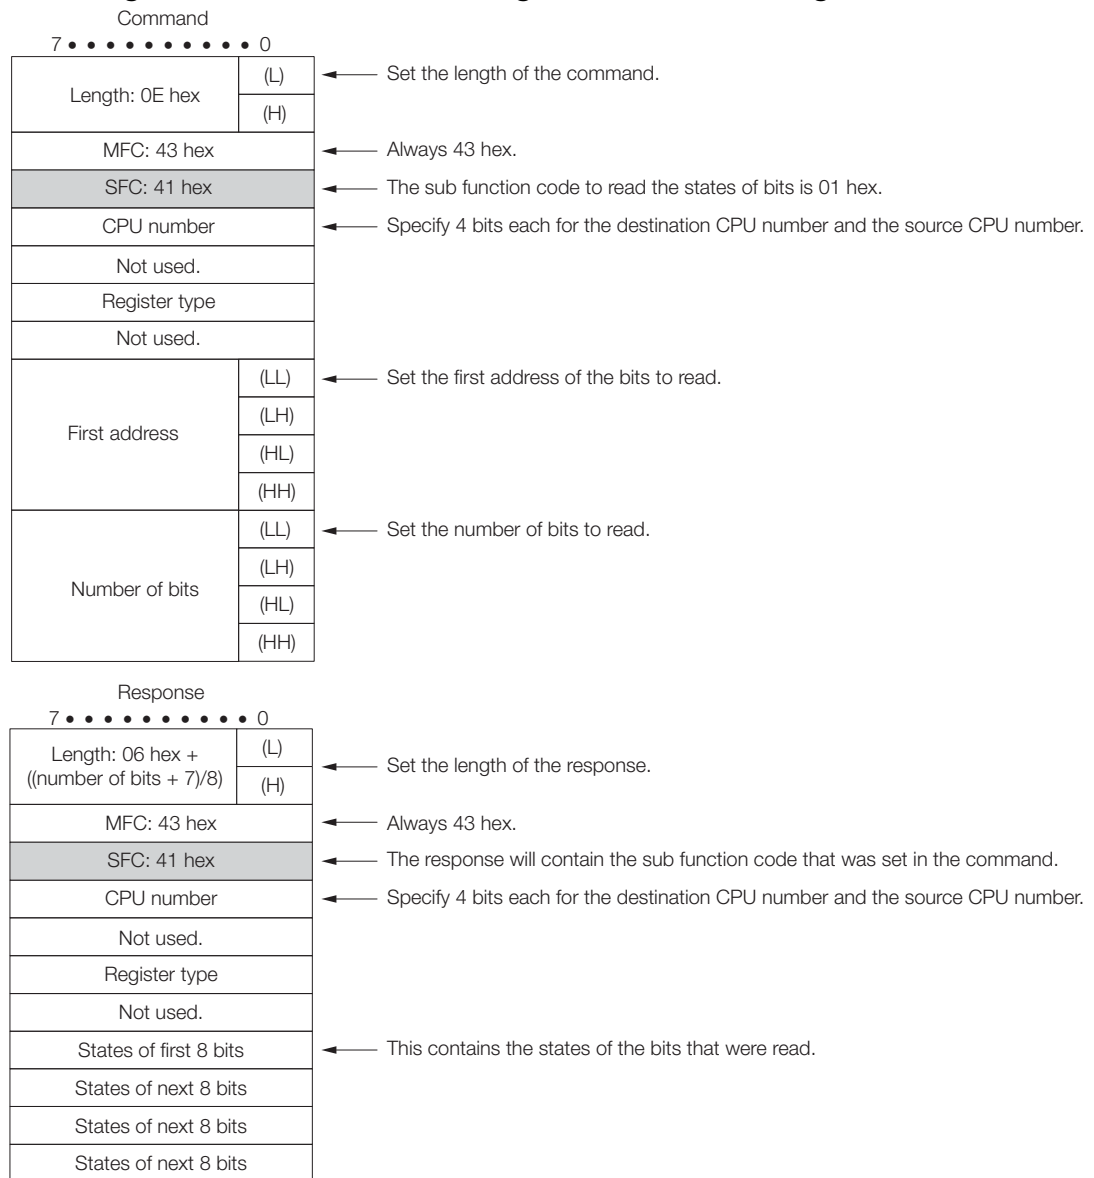 Command
7 • • • • • • • • • • 0
Length: 0E hex
(L)
Set the length of the command.
(H)
MFC: 43 hex
Always 43 hex.
SFC: 41 hex
The sub function code to read the states of bits is 01 hex.
CPU number
Specify 4 bits each for the destination CPU number and the source CPU number.
Not used.
Register type
Not used.
First address
(LL)
Set the first address of the bits to read.
(LH)
(HL)
(HH)
Number of bits
(LL)
Set the number of bits to read.
(LH)
(HL)
(HH)
Response
7 • • • • • • • • • • 0
Length: 06 hex +
((number of bits + 7)/8)
(L)
(H)
Set the length of the response.
MFC: 43 hex
Always 43 hex.
SFC: 41 hex
The response will contain the sub function code that was set in the command.
CPU number
Specify 4 bits each for the destination CPU number and the source CPU number.
Not used.
Register type
Not used.
States of first 8 bits
This contains the states of the bits that were read.
States of next 8 bits
States of next 8 bits
States of next 8 bits